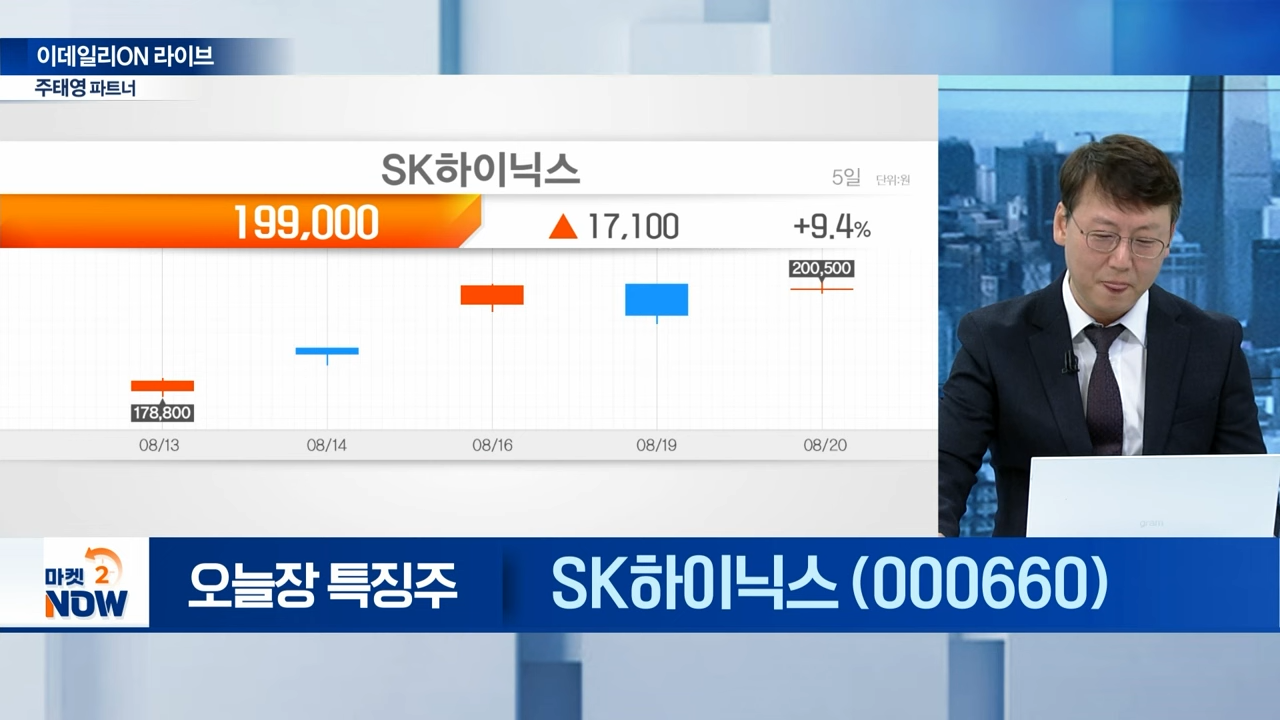 이데일리ON 라이브
주태영 파트너
SK하이닉스
5일 단위:원
199,000 ▲ 17,100 +9.4%
200,500
178,800
08/13 08/14 08/16 08/19 08/20
gram
마켓 2
NOW
오늘장 특징주 SK하이닉스 (000660)